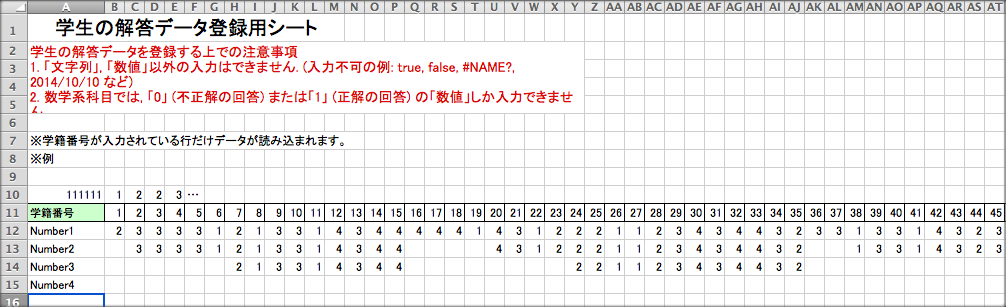 A B C D E F G H I J K L M N O P Q R S T U V W X Y Z AA AB AC AD AE AF AG AH AI AJ AK AL AM AN AO AP AQ AR AS AT
1 学生の解答データ登録用シート
2 学生の解答データを登録する上での注意事項
3 1. 「文字列」, 「数値」以外の入力はできません. (入力不可の例: true, false, #NAME?,
4 2014/10/10 など)
5 2. 数学系科目では, 「0」 (不正解の回答) または「1」 (正解の回答) の「数値」しか入力できませ
ん.
6
7 ※学籍番号が入力されている行だけデータが読み込まれます。
8 ※例
9
10 111111 1 2 2 3 …
11 学籍番号 1 2 3 4 5 6 7 8 9 10 11 12 13 14 15 16 17 18 19 20 21 22 23 24 25 26 27 28 29 30 31 32 33 34 35 36 37 38 39 40 41 42 43 44 45
12 Number1 2 3 3 3 3 1 2 1 3 3 1 4 3 4 4 4 4 4 1 4 3 1 2 2 2 1 1 2 3 4 3 4 4 3 2 3 3 1 3 3 1 4 3 2 3
13 Number2 3 3 3 3 1 2 1 3 3 1 4 3 4 4 4 3 1 2 2 2 1 1 2 3 4 3 4 4 3 2 1 3 3 1 4 3 2 3
14 Number3 2 1 3 3 1 4 3 4 4 2 2 1 1 2 3 4 3 4 4 3 2
15 Number4
16